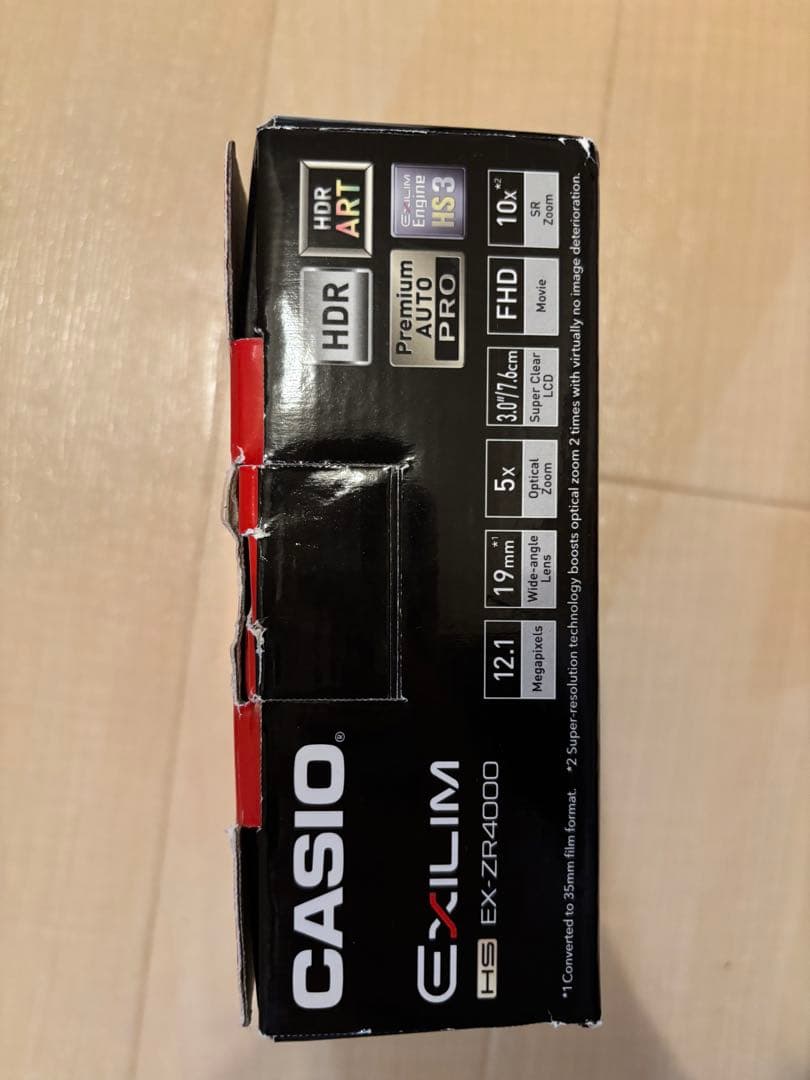 CASIO®
EXILIM
HS EX-ZR4000
HDR
HDR ART
Premium AUTO PRO
EXILIM Engine HS3
12.1
Megapixels
19mm*1
Wide-angle
Lens
5x
Optical
Zoom
3.0"/7.6cm
Super Clear
LCD
FHD
Movie
10x*2
SR
Zoom
*1 Converted to 35mm film format. *2 Super-resolution technology boosts optical zoom 2 times with virtually no image deterioration.